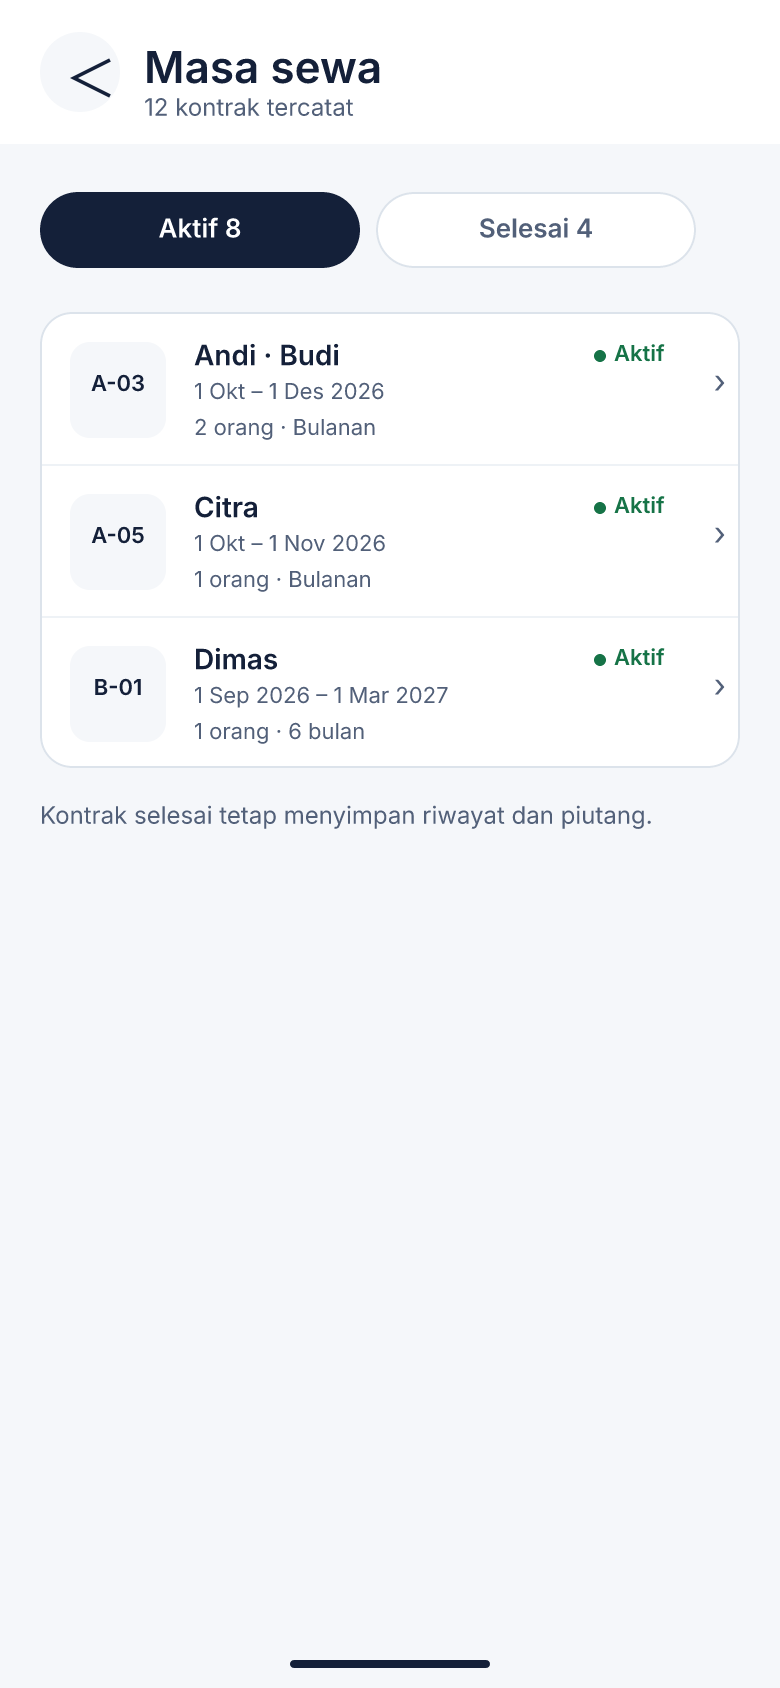 Masa sewa
12 kontrak tercatat
Aktif 8
Selesai 4
A-03
Andi · Budi
Aktif
1 Okt – 1 Des 2026
2 orang · Bulanan
A-05
Citra
Aktif
1 Okt – 1 Nov 2026
1 orang · Bulanan
B-01
Dimas
Aktif
1 Sep 2026 – 1 Mar 2027
1 orang · 6 bulan
Kontrak selesai tetap menyimpan riwayat dan piutang.